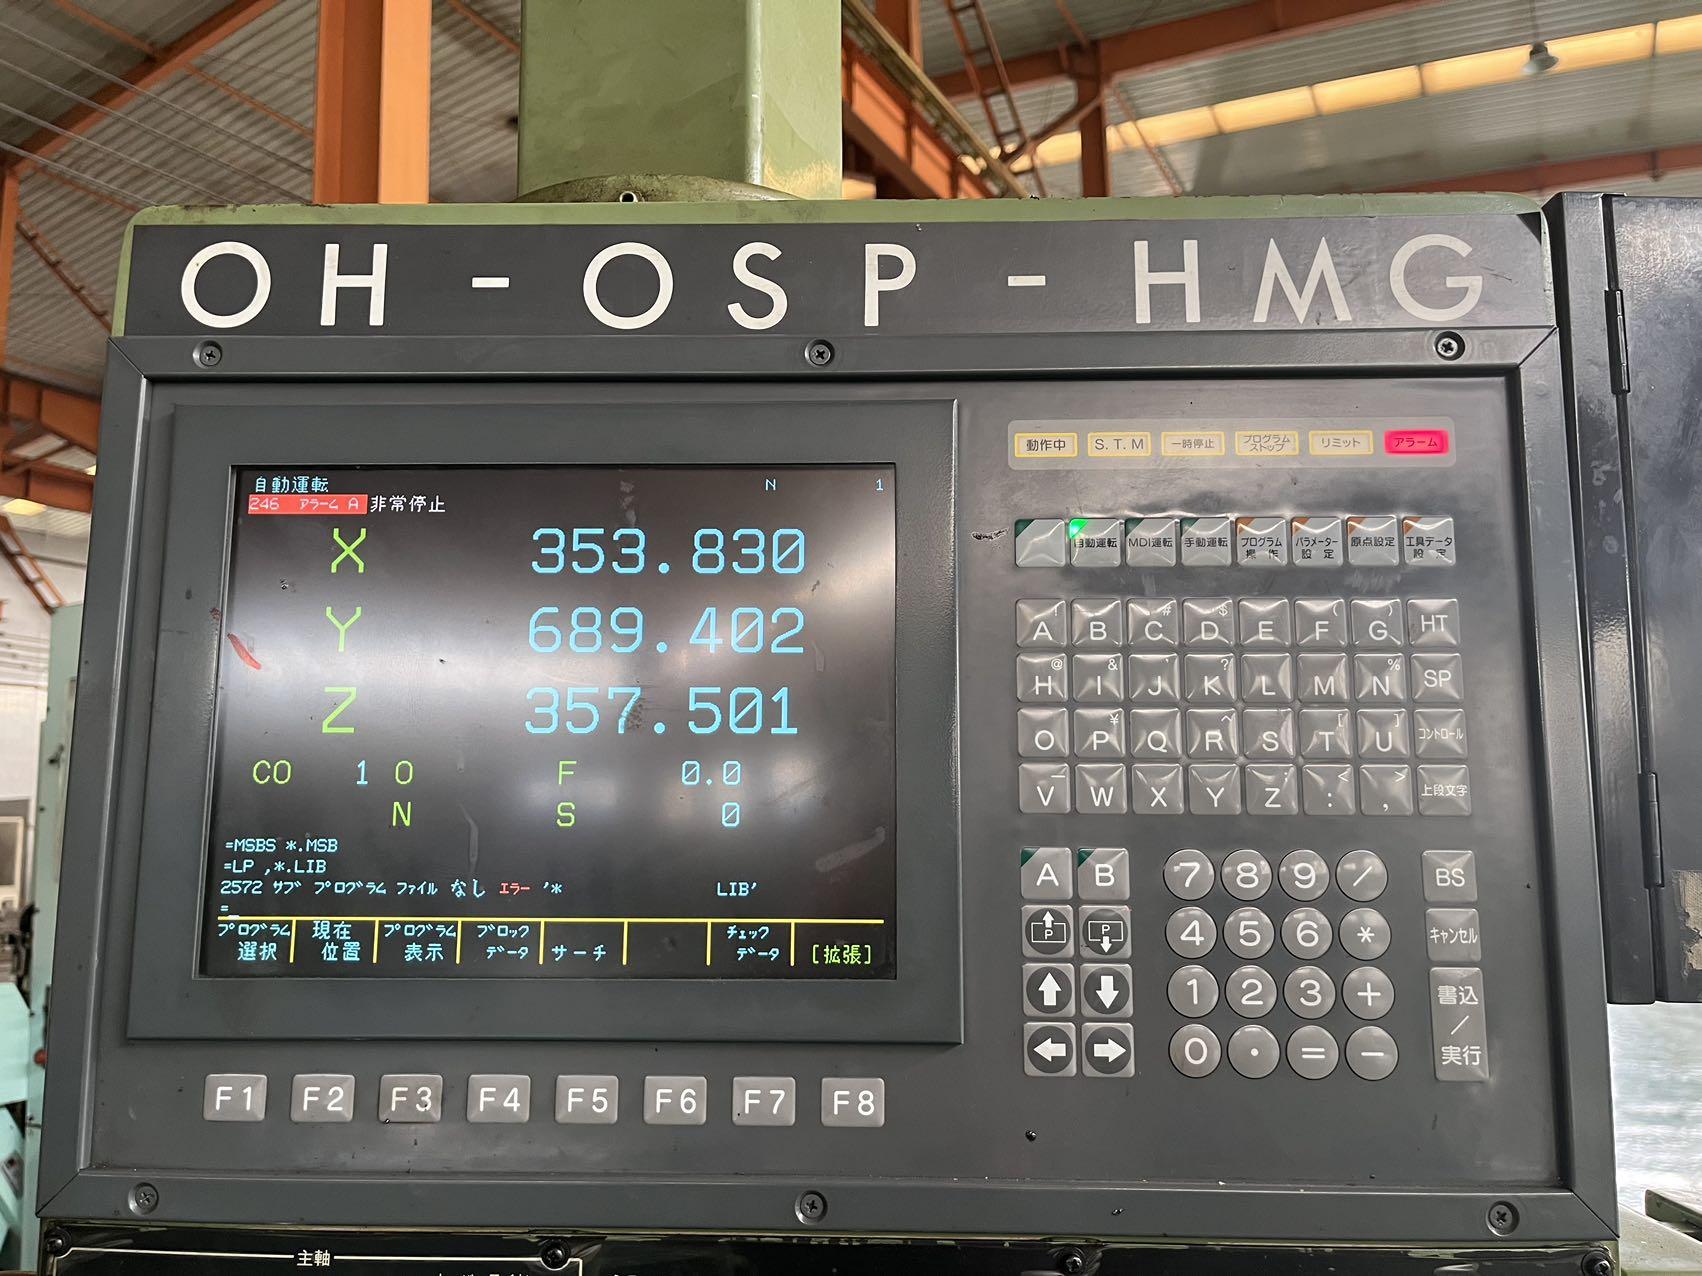 OH - OSP - HMG
動作中 S.T.M 一時停止 プログラムストップ リミット アラーム
自動運転 N 1
246 アラーム A 非常停止
X 353.830
Y 689.402
Z 357.501
CO 1 O F 0.0
N S 0
=MSBS *.MSB
=LP ,*.LIB
2572 サブ プログラム ファイル なし エラー '* LIB'
=_
プログラム選択 現在位置 プログラム表示 ブロックデータ サーチ チェックデータ [拡張]
自動運転 MDI運転 手動運転 プログラム操作 パラメーター設定 原点設定 工具データ設定
A ! B C # D $ E F ( G ) HT
H @ I & J ' K ? L M N % SP
O P ¥ Q R ^ S T [ U ] コントロール
V _ W X Y Z ; : < , > 上段文字
A B 7 8 9 / BS
P P 4 5 6 * キャンセル
1 2 3 + 書込/実行
0 . = -
F1 F2 F3 F4 F5 F6 F7 F8
主軸